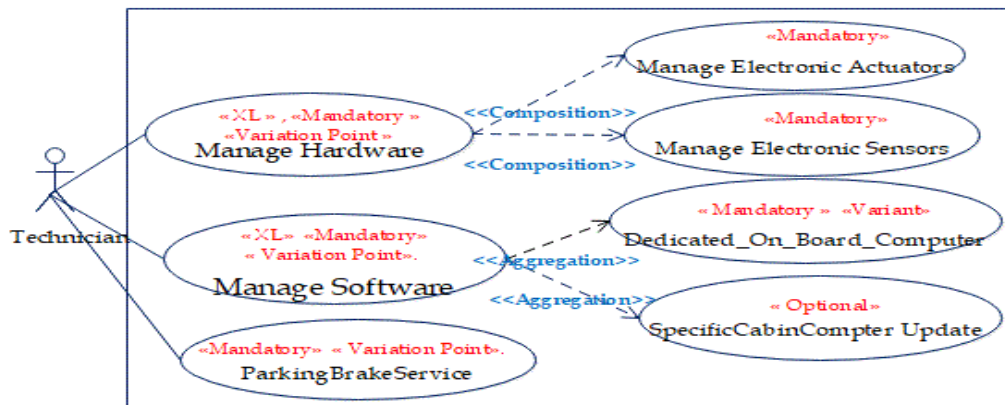 «Mandatory»
Manage Electronic Actuators
<<Composition>>
«XL» , «Mandatory »
«Variation Point »
Manage Hardware
«Mandatory»
Manage Electronic Sensors
<<Composition>>
Technician
« Mandatory » «Variant»
Dedicated_On_Board_Computer
«XL» «Mandatory»
« Variation Point».
Manage Software
<<Aggregation>>
<<Aggregation>>
« Optional»
SpecificCabinCompter Update
«Mandatory» « Variation Point».
ParkingBrakeService